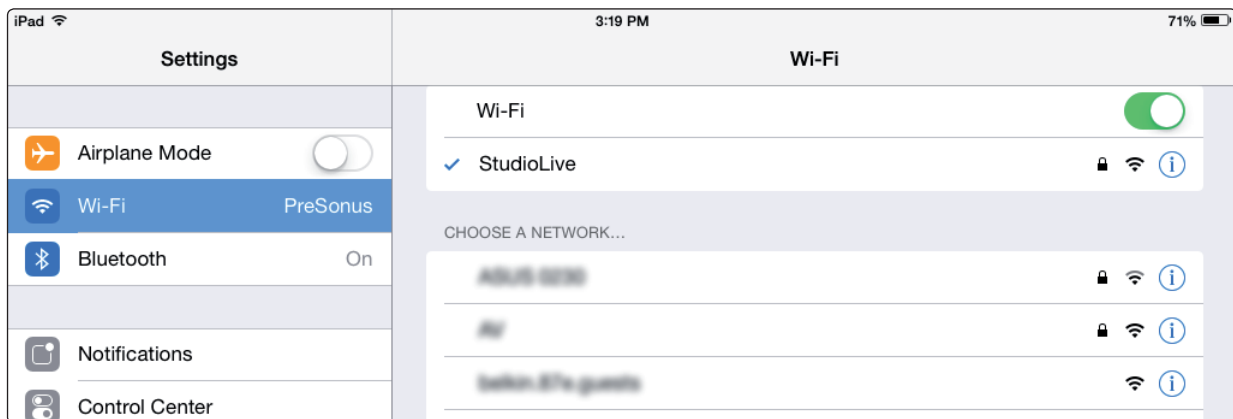 iPad 3:19 PM 71%
Settings
Wi-Fi
Airplane Mode
Wi-Fi PreSonus
Bluetooth On
Notifications
Control Center
Wi-Fi
StudioLive
CHOOSE A NETWORK...